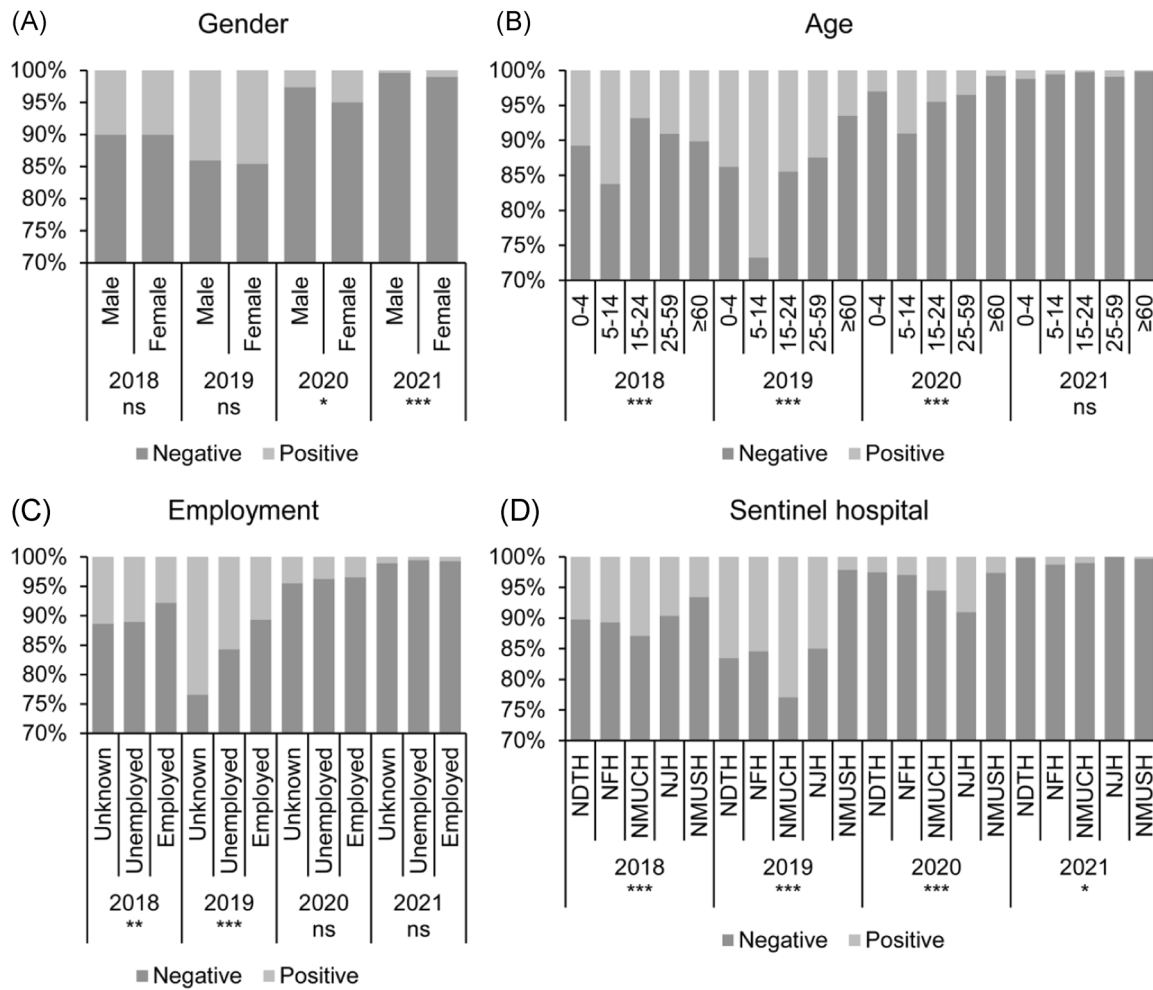 (A) Gender
100%
95%
90%
85%
80%
75%
70%
Male Female Male Female Male Female Male Female
2018 2019 2020 2021
ns ns * ***
Negative Positive
(B) Age
100%
95%
90%
85%
80%
75%
70%
0-4 5-14 15-24 25-59 ≥60 0-4 5-14 15-24 25-59 ≥60 0-4 5-14 15-24 25-59 ≥60 0-4 5-14 15-24 25-59 ≥60
2018 2019 2020 2021
*** *** *** ns
Negative Positive
(C) Employment
100%
95%
90%
85%
80%
75%
70%
Unknown Unemployed Employed Unknown Unemployed Employed Unknown Unemployed Employed Unknown Unemployed Employed
2018 2019 2020 2021
** *** ns ns
Negative Positive
(D) Sentinel hospital
100%
95%
90%
85%
80%
75%
70%
NDTH NFH NMUCH NJH NMUSH NDTH NFH NMUCH NJH NMUSH NDTH NFH NMUCH NJH NMUSH NDTH NFH NMUCH NJH NMUSH
2018 2019 2020 2021
*** *** *** *
Negative Positive